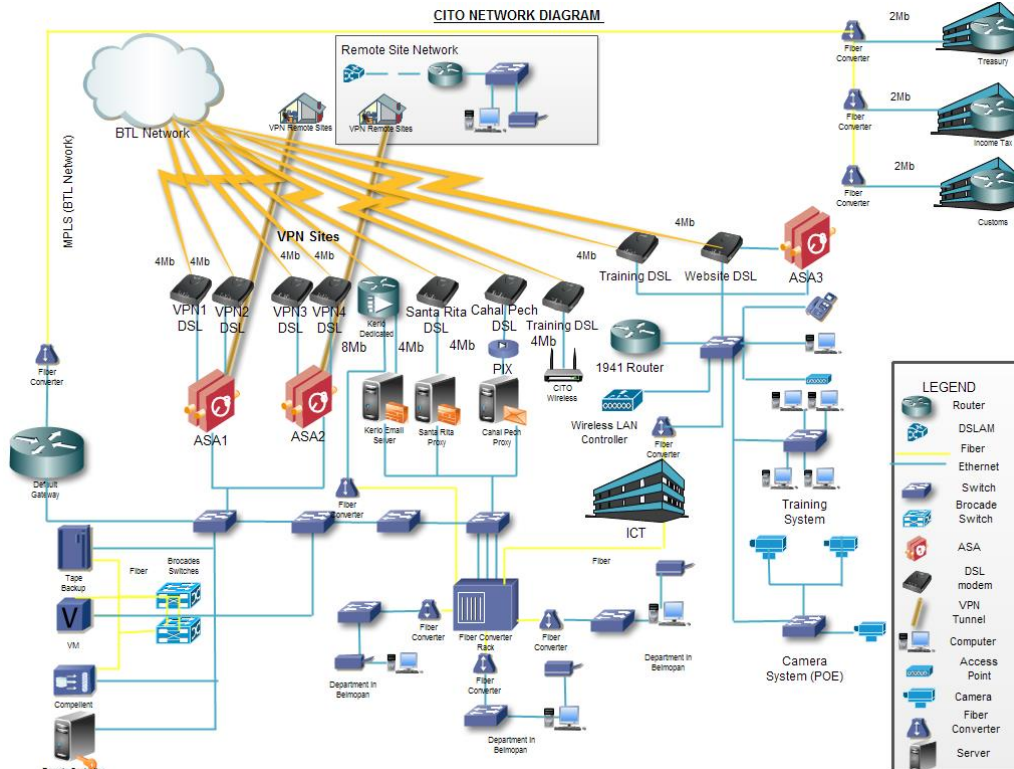 CITO NETWORK DIAGRAM
2Mb
Fiber
Converter
Treasury
Remote Site Network
BTL Network
VPN Remote Sites
VPN Remote Sites
2Mb
Fiber
Converter
Income Tax
2Mb
Fiber
Converter
Customs
MPLS (BTL Network)
VPN Sites
4Mb
4Mb
4Mb
4Mb
4Mb
4Mb
Training DSL
Website DSL
ASA3
VPN1
DSL
VPN2
DSL
VPN3
DSL
VPN4
DSL
Kerio
Dedicated
Santa Rita
DSL
Canal Pech
DSL
Training DSL
8Mb
4Mb
4Mb
4Mb
PIX
CITO
Wireless
1941 Router
Fiber
Converter
ASA1
ASA2
Kerio Email
Server
Santa Rita
Proxy
Canal Pech
Proxy
Wireless LAN
Controller
Fiber
Converter
Default
Gateway
Fiber
Converter
ICT
Training
System
Tape
Backup
Fiber
Brocades
Switches
V
VM
Compellent
Fiber
Fiber
Converter
Fiber Converter
Rack
Fiber
Converter
Fiber
Converter
Department In
Belmopan
Department In
Belmopan
Department In
Belmopan
Camera
System (POE)
LEGEND
Router
DSLAM
Fiber
Ethernet
Switch
Brocade
Switch
ASA
DSL
modem
VPN
Tunnel
Computer
Access
Point
Camera
Fiber
Converter
Server